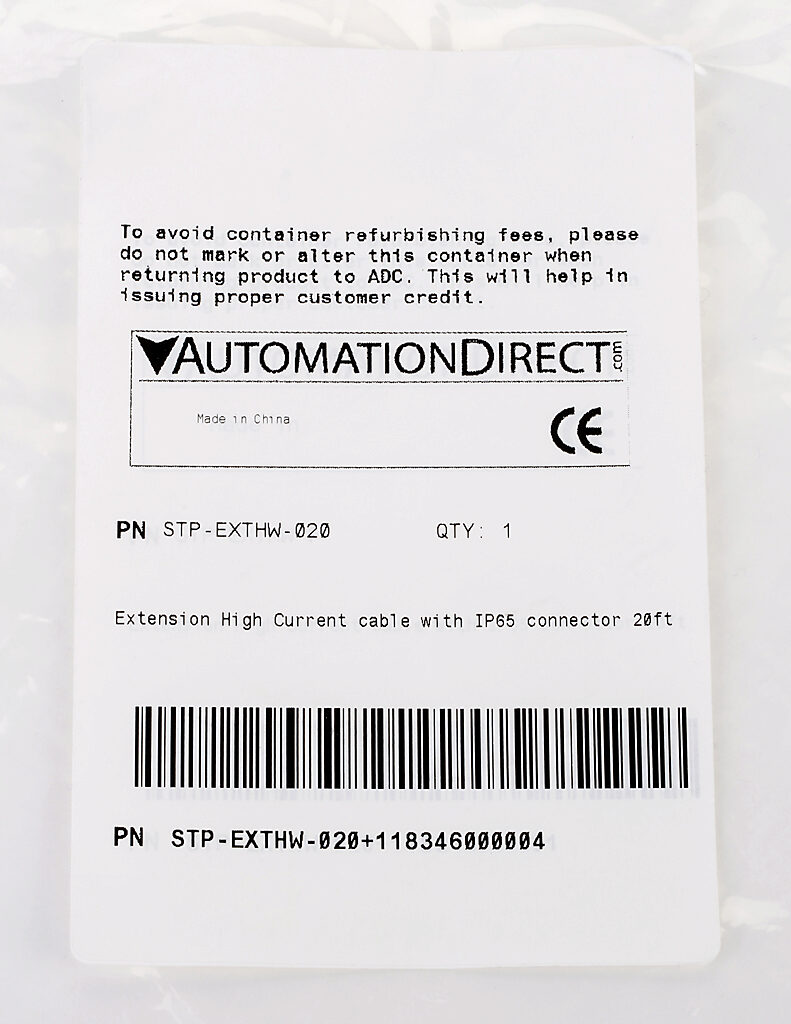 To avoid container refurbishing fees, please
do not mark or alter this container when
returning product to ADC. This will help in
issuing proper customer credit.
AUTOMATIONDIRECT.com
Made in China
CE
PN STP-EXTHW-020 QTY: 1
Extension High Current cable with IP65 connector 20ft
PN STP-EXTHW-020+118346000004